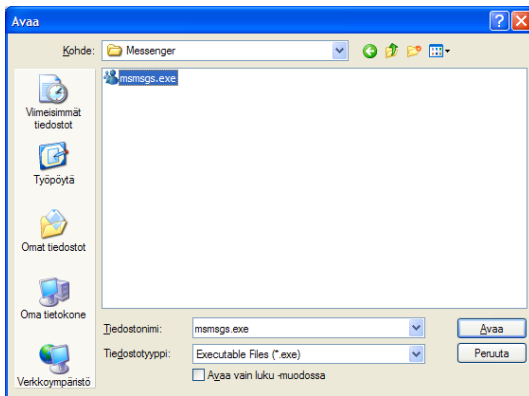 Avaa
Kohde: Messenger
msmsgs.exe
Viimeisimmät
tiedostot
Työpöytä
Omat tiedostot
Oma tietokone
Verkkoympäristö
Tiedostonimi: msmsgs.exe Avaa
Tiedostotyyppi: Executable Files (*.exe) Peruuta
Avaa vain luku -muodossa